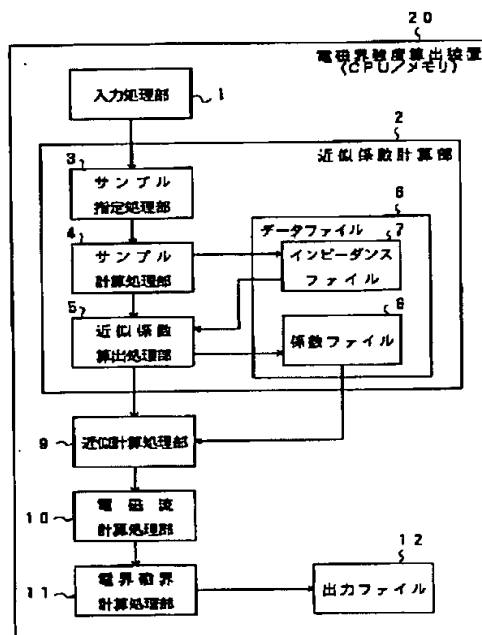 20
電磁界強度算出装置
(CPU/メモリ)
入力処理部
1
2
近似係数計算部
3
サンプル
指定処理部
4
サンプル
計算処理部
5
近似係数
算出処理部
6
データファイル
7
インピーダンス
ファイル
8
係数ファイル
9
近似計算処理部
10
電磁流
計算処理部
11
電界磁界
計算処理部
12
出力ファイル